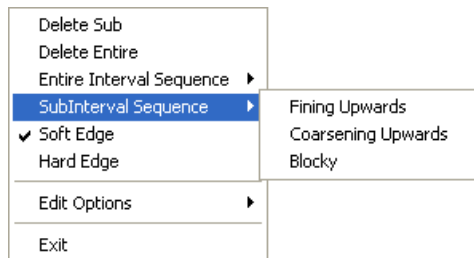 Delete Sub
Delete Entire
Entire Interval Sequence
SubInterval Sequence
Soft Edge
Hard Edge
Edit Options
Exit
Fining Upwards
Coarsening Upwards
Blocky